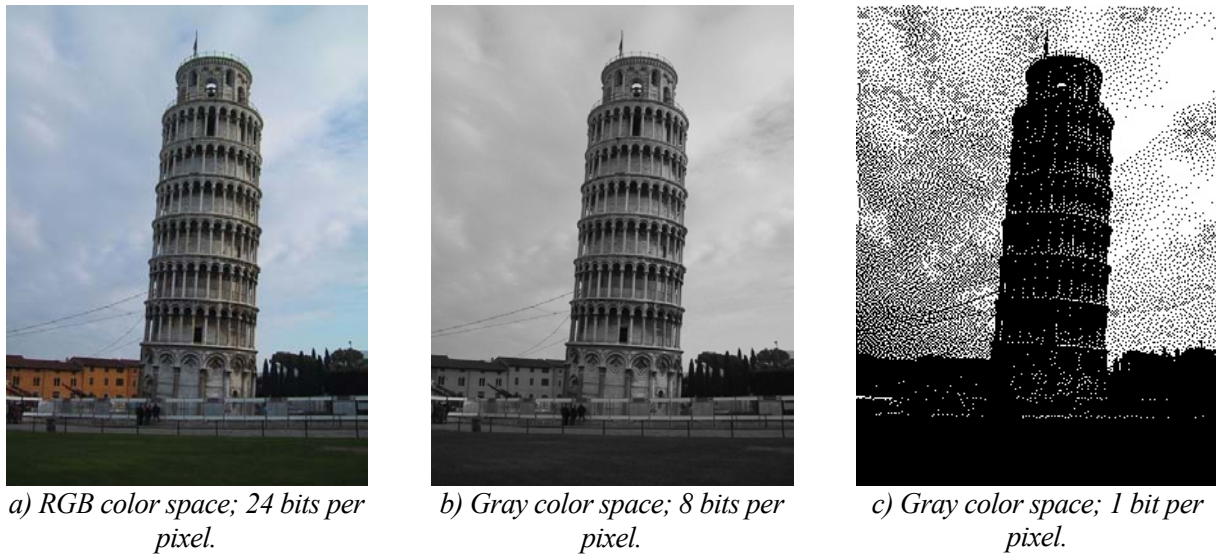 a) RGB color space; 24 bits per
pixel.
b) Gray color space; 8 bits per
pixel.
c) Gray color space; 1 bit per
pixel.